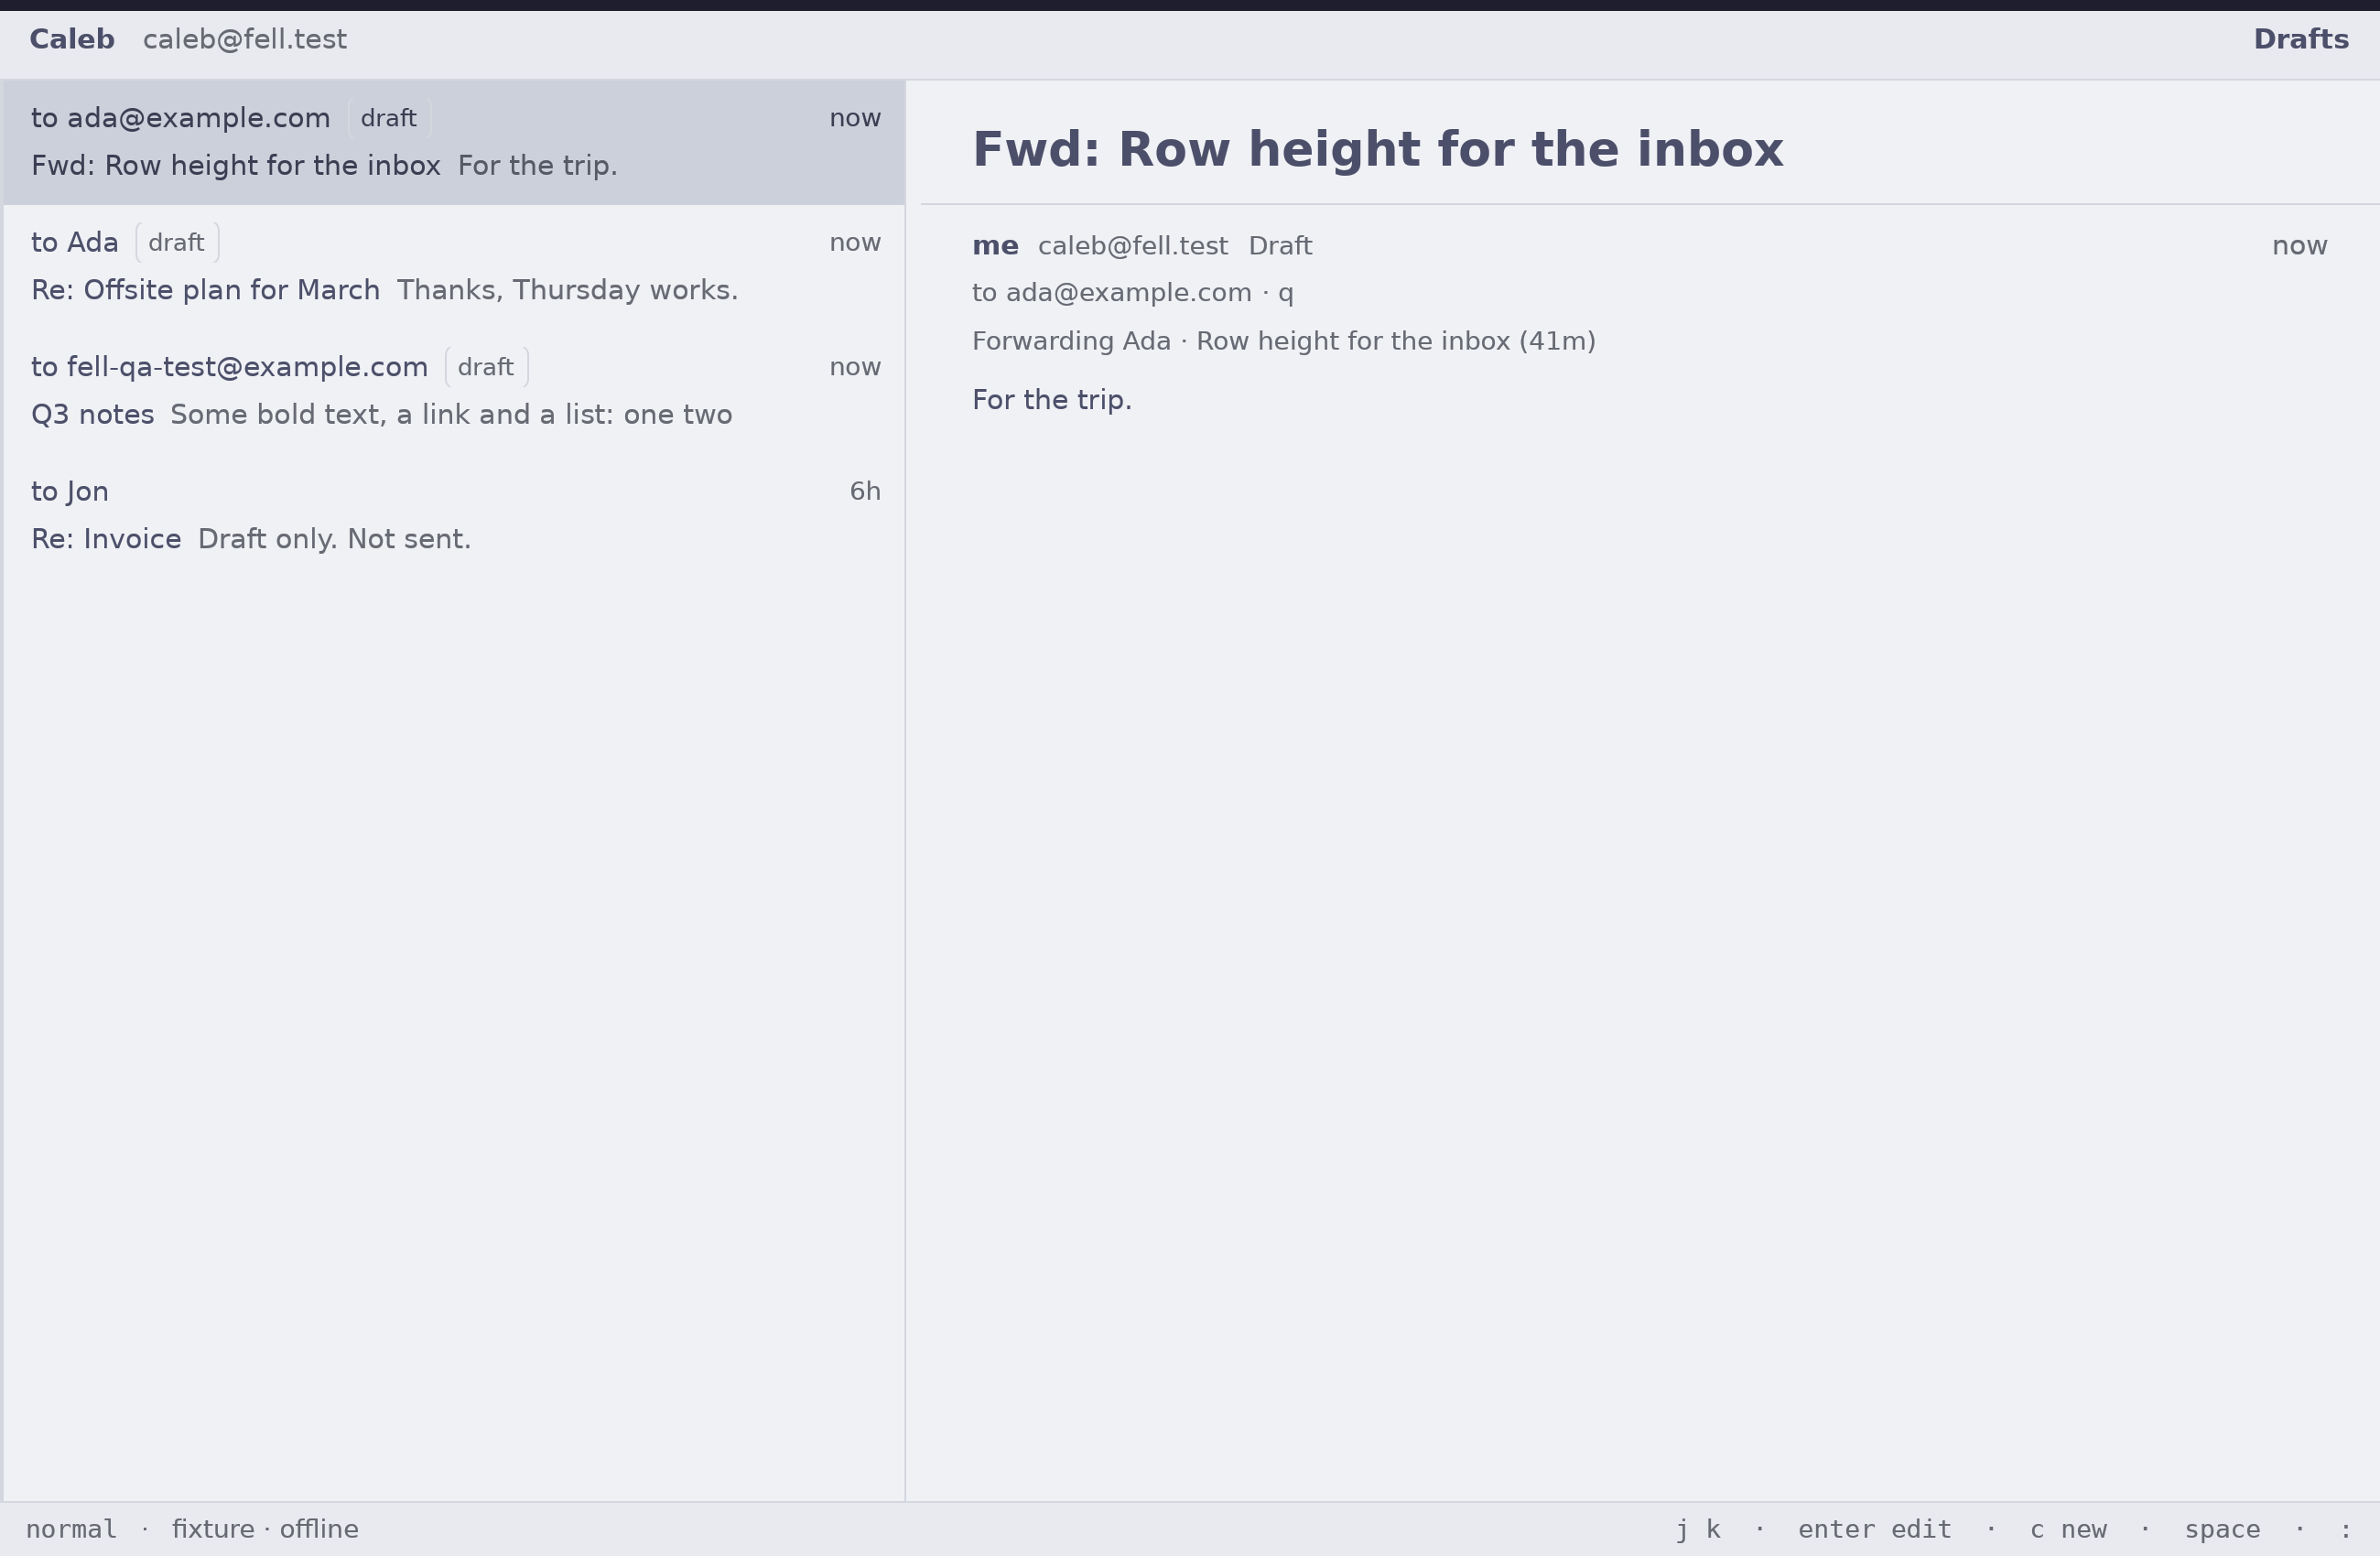 Caleb caleb@fell.test Drafts
to ada@example.com draft now
Fwd: Row height for the inbox For the trip.
to Ada draft now
Re: Offsite plan for March Thanks, Thursday works.
to fell-qa-test@example.com draft now
Q3 notes Some bold text, a link and a list: one two
to Jon 6h
Re: Invoice Draft only. Not sent.
Fwd: Row height for the inbox
me caleb@fell.test Draft now
to ada@example.com · q
Forwarding Ada · Row height for the inbox (41m)
For the trip.
normal · fixture · offline j k · enter edit · c new · space · :